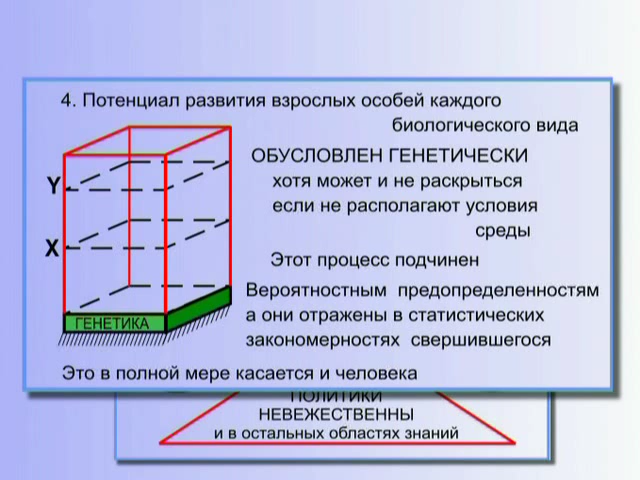 4. Потенциал развития взрослых особей каждого
биологического вида
ОБУСЛОВЛЕН ГЕНЕТИЧЕСКИ
хотя может и не раскрыться
если не располагают условия
среды
Этот процесс подчинен
Вероятностным предопределенностям
а они отражены в статистических
закономерностях свершившегося
Y
X
ГЕНЕТИКА
Это в полной мере касается и человека
ПОЛИТИКИ
НЕВЕЖЕСТВЕННЫ
и в остальных областях знаний